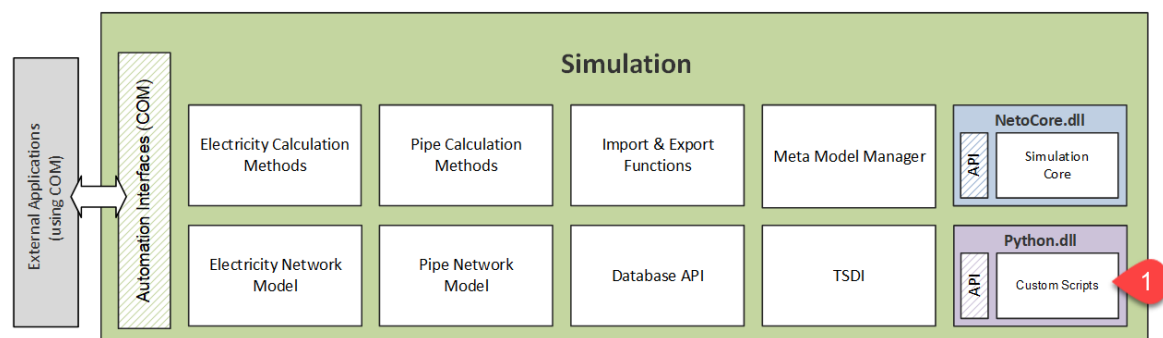 Simulation
External Applications
(using COM)
Automation Interfaces (COM)
Electricity Calculation
Methods
Pipe Calculation
Methods
Import & Export
Functions
Meta Model Manager
NetoCore.dll
API
Simulation
Core
Electricity Network
Model
Pipe Network
Model
Database API
TSDI
Python.dll
API
Custom Scripts
1